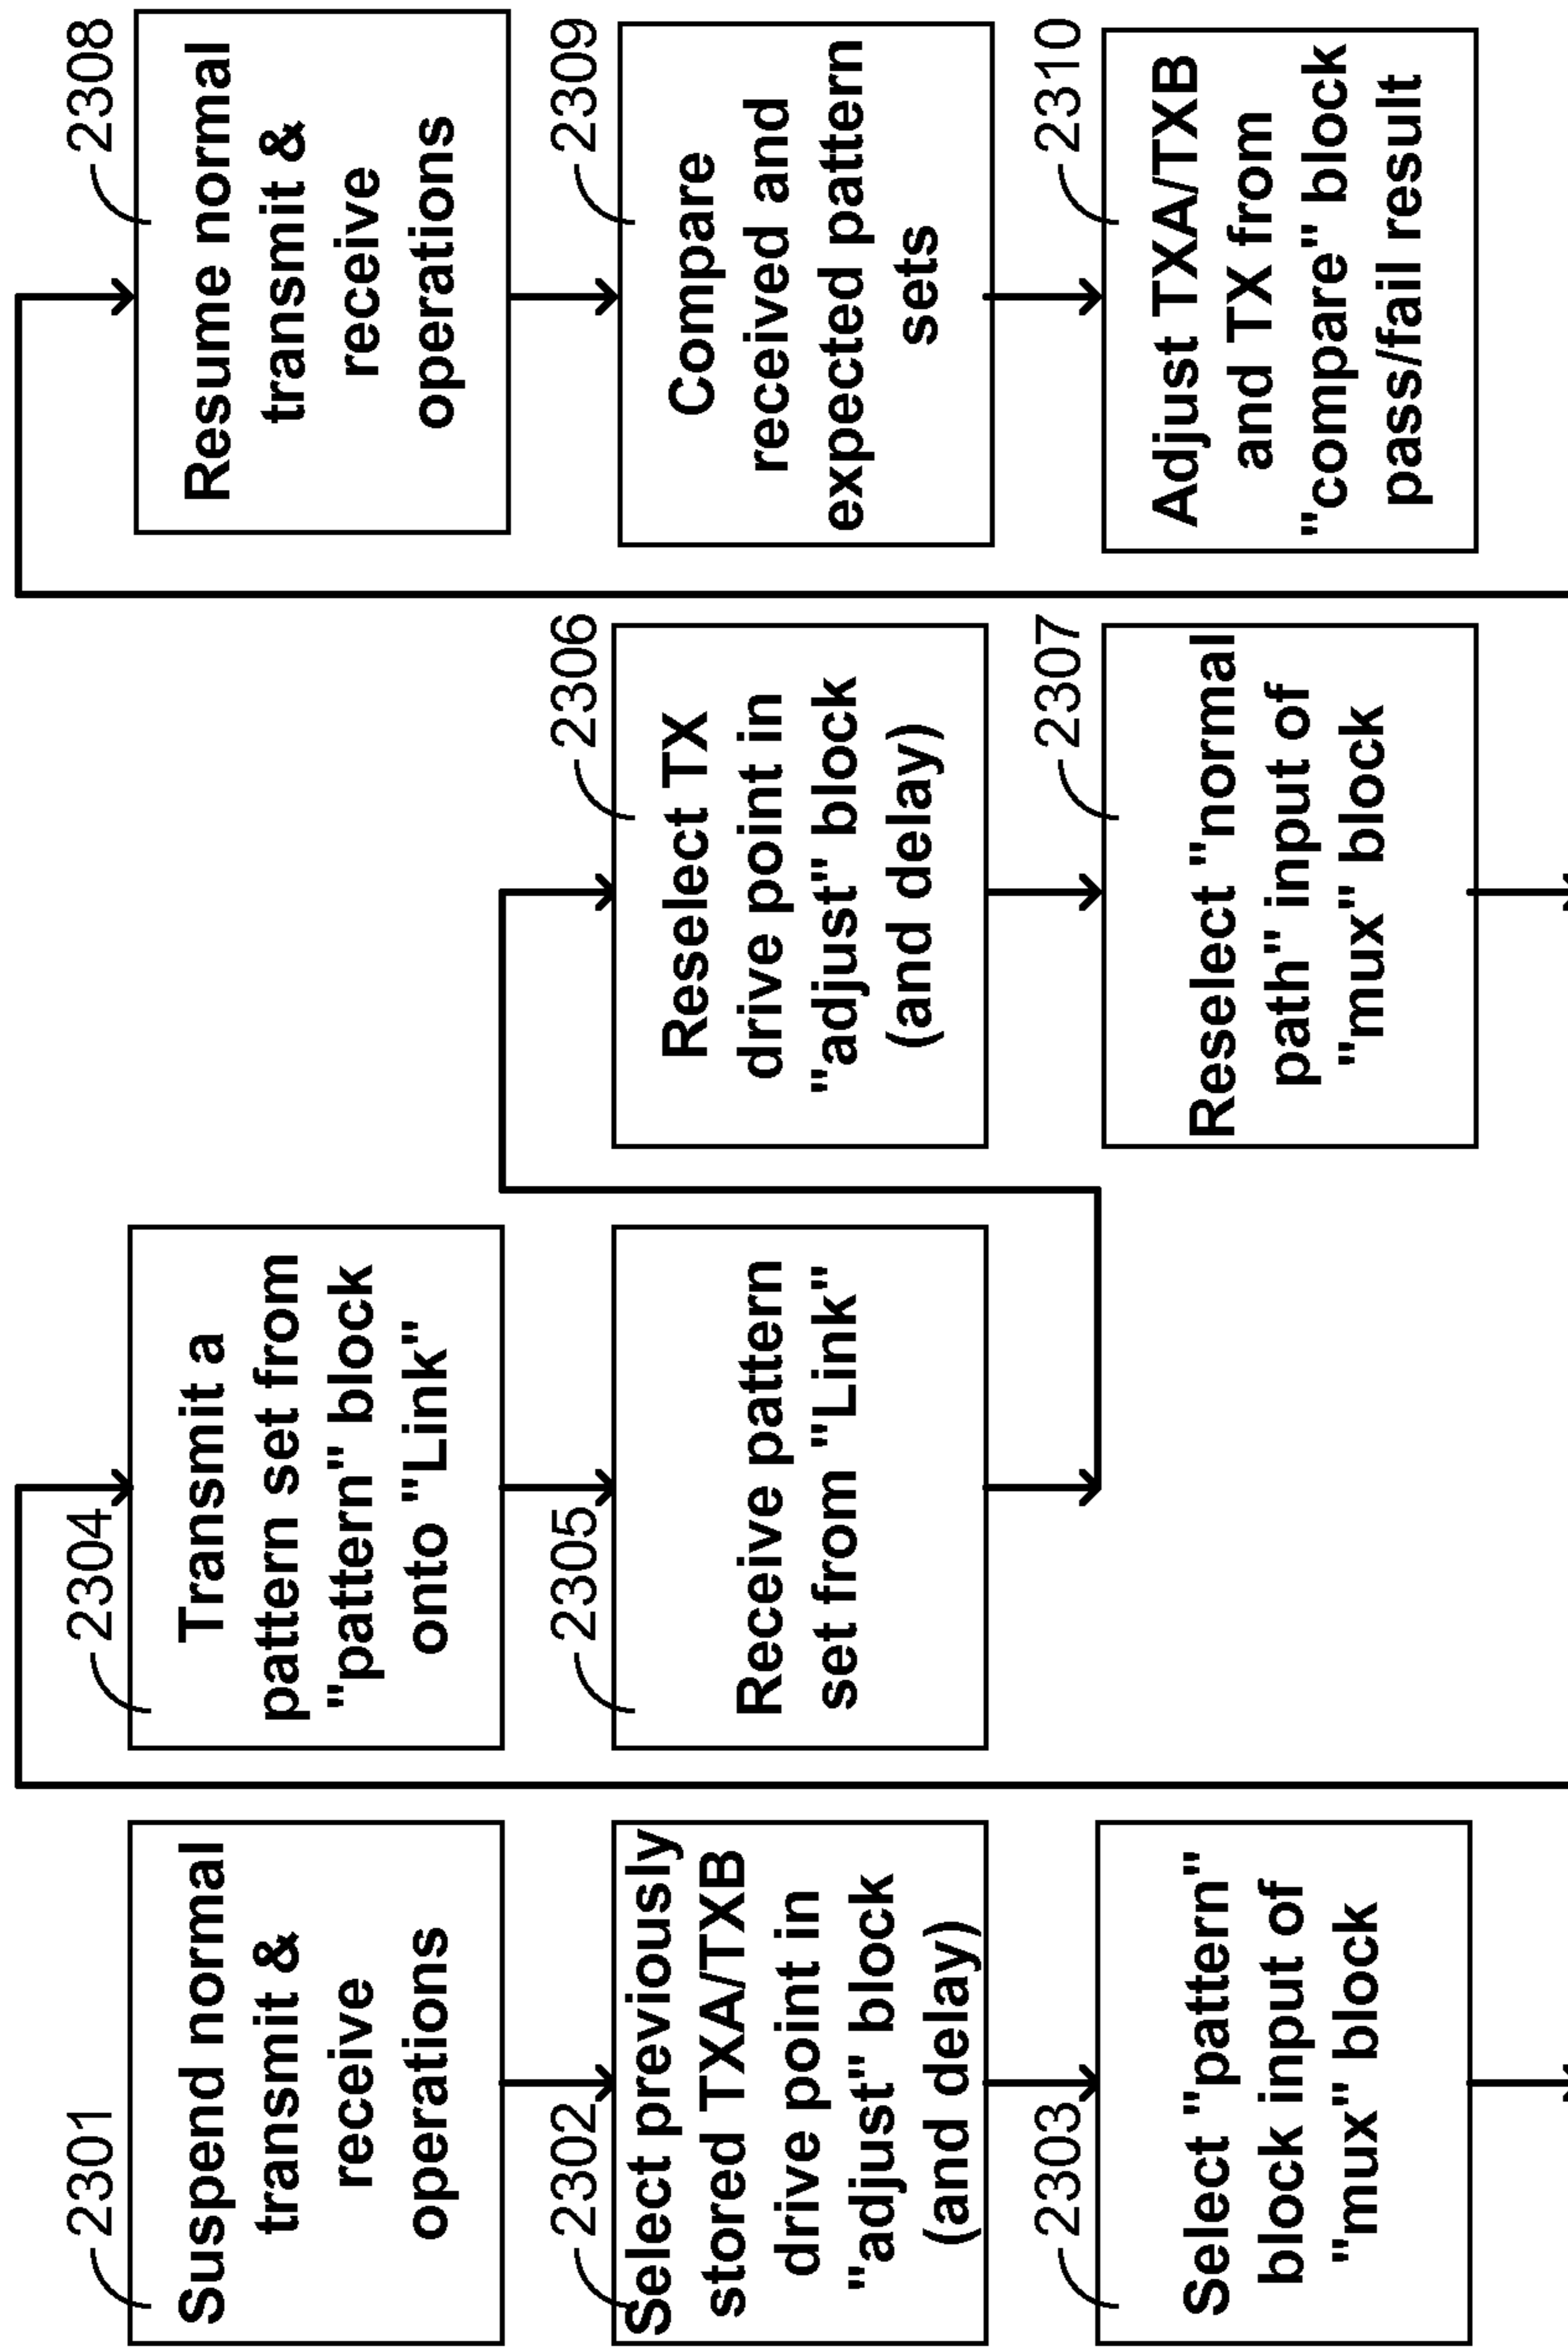 2301
Suspend normal
transmit &
receive
operations
2302
Select previously
stored TXA/TXB
drive point in
"adjust" block
(and delay)
2303
Select "pattern"
block input of
"mux" block
2304
Transmit a
pattern set from
"pattern" block
onto "Link"
2305
Receive pattern
set from "Link"
2306
Reselect TX
drive point in
"adjust" block
(and delay)
2307
Reselect "normal
path" input of
"mux" block
2308
Resume normal
transmit &
receive
operations
2309
Compare
received and
expected pattern
sets
2310
Adjust TXA/TXB
and TX from
"compare" block
pass/fail result